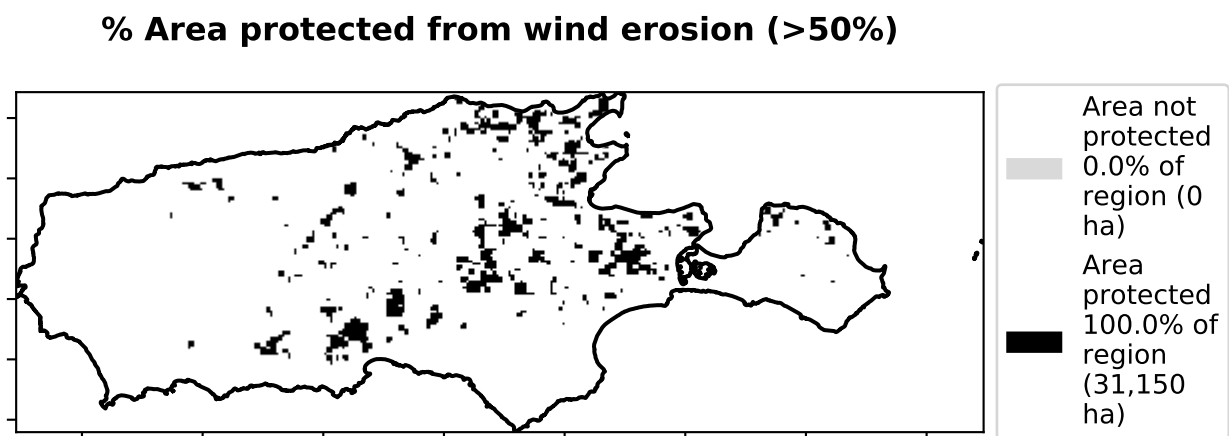 % Area protected from wind erosion (>50%)
Area not
protected
0.0% of
region (0
ha)
Area
protected
100.0% of
region
(31,150
ha)